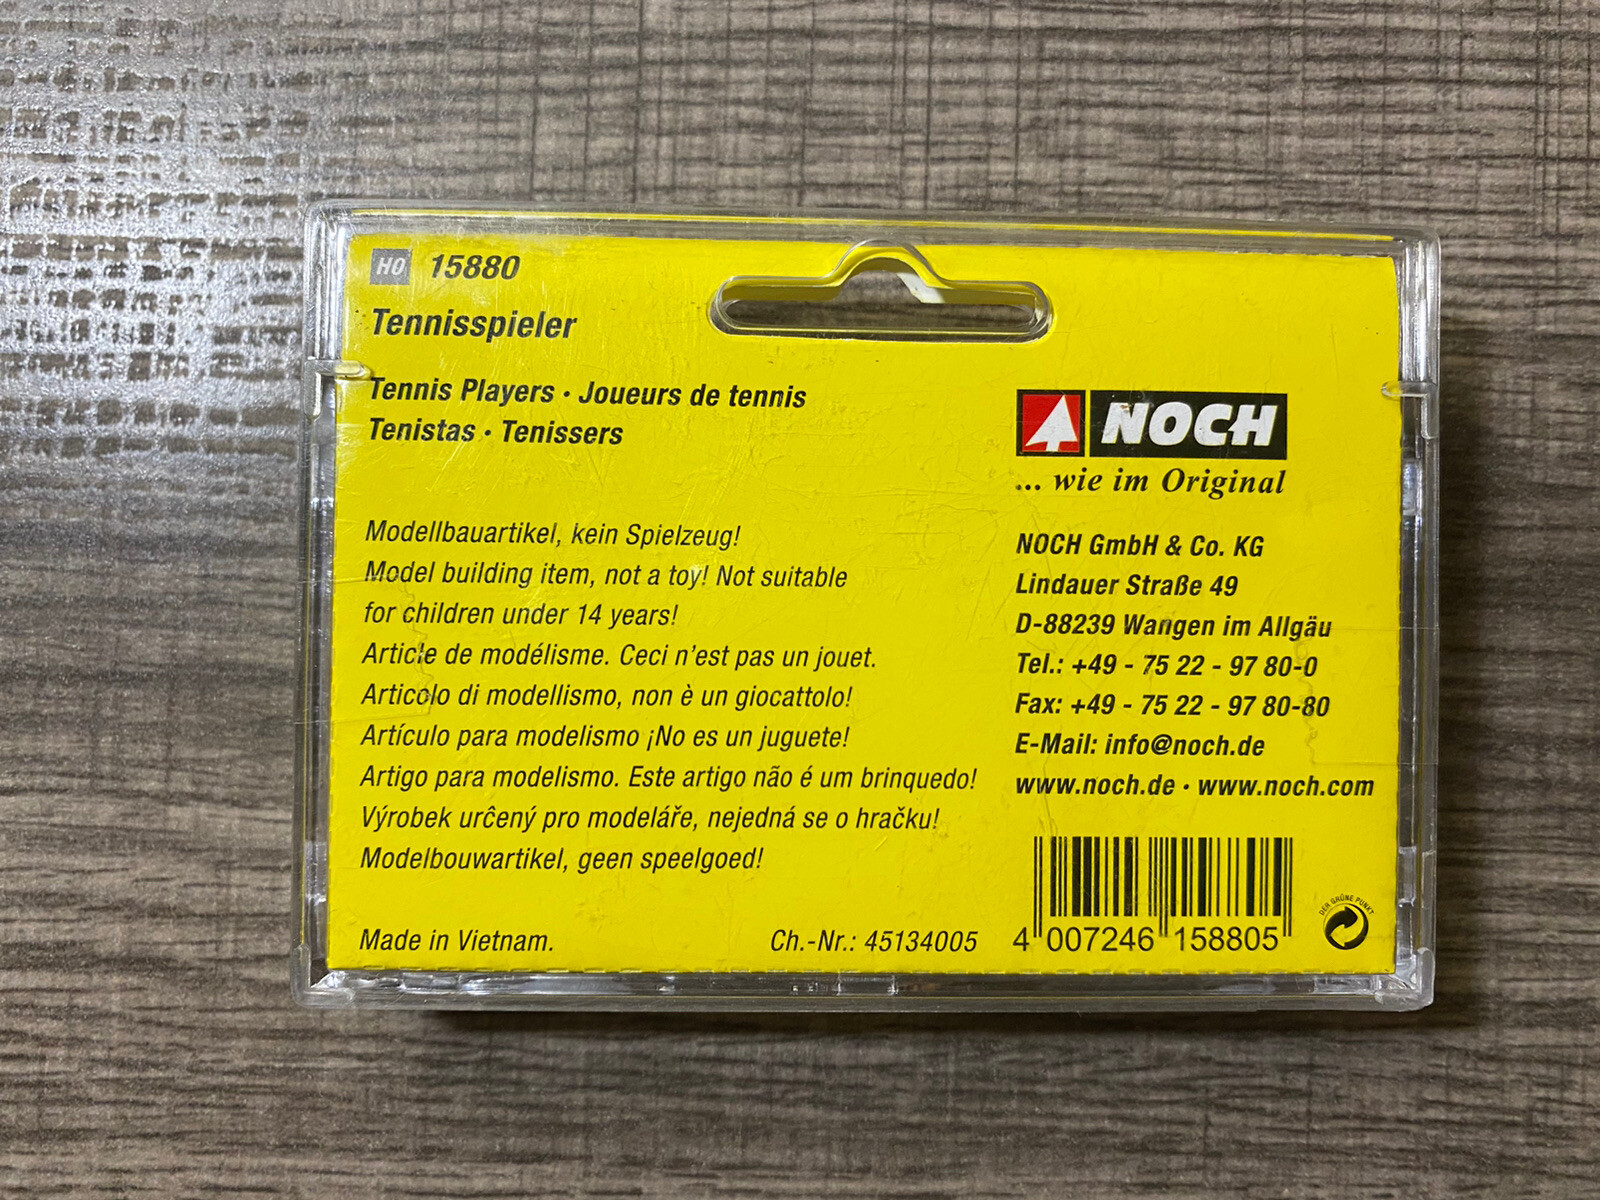 HO 15880
Tennisspieler
Tennis Players · Joueurs de tennis
Tenistas · Tenissers
Modellbauartikel, kein Spielzeug!
Model building item, not a toy! Not suitable
for children under 14 years!
Article de modélisme. Ceci n'est pas un jouet.
Articolo di modellismo, non è un giocattolo!
Artículo para modelismo ¡No es un juguete!
Artigo para modelismo. Este artigo não é um brinquedo!
Výrobek určený pro modeláře, nejedná se o hračku!
Modelbouwartikel, geen speelgoed!
Made in Vietnam.
Ch.-Nr.: 45134005
NOCH
... wie im Original
NOCH GmbH & Co. KG
Lindauer Straße 49
D-88239 Wangen im Allgäu
Tel.: +49 - 75 22 - 97 80-0
Fax: +49 - 75 22 - 97 80-80
E-Mail: info@noch.de
www.noch.de · www.noch.com
4 007246 158805
DER GRÜNE PUNKT